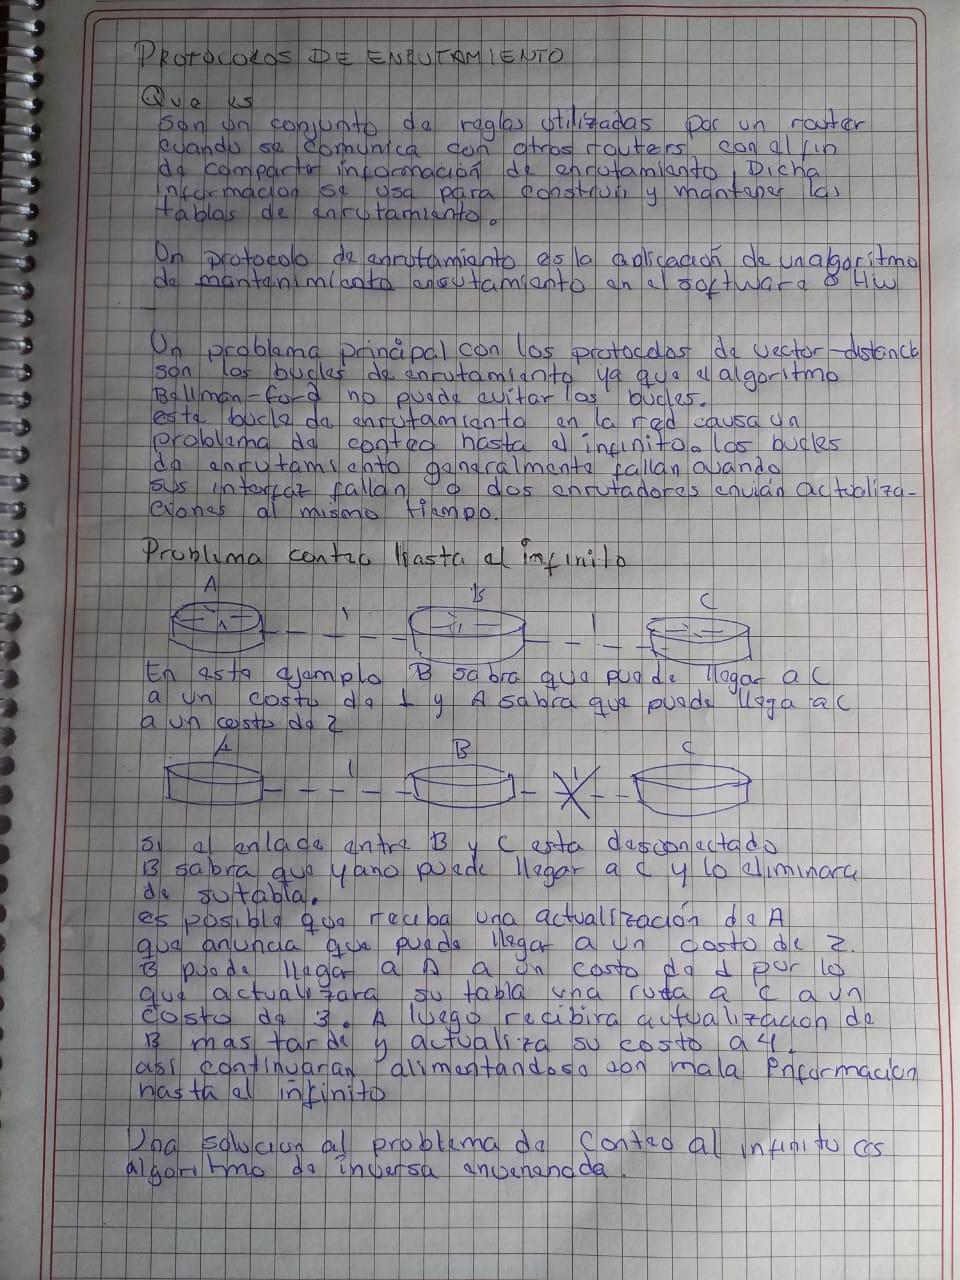 PROTOCOLOS DE ENRUTAMIENTO
Que es
son un conjunto de reglas utilizadas por un router
cuando se comunica con otros routers con al fin
de compartir información de enrutamiento. Dicha
informacion se usa para construir y mantener las
tablas de enrutamiento.
Un protocolo de enrutamiento es la aplicación de un algoritmo
de mantenimiento enrutamiento en el software o HW
Un problema principal con los protocolos de vector-distanci
son los bucles de enrutamiento ya que el algoritmo
Bellman-ford no puede evitar los bucles.
este bucle de enrutamiento en la red causa un
problema de conteo hasta el infinito. los bucles
de enrutamiento generalmente fallan cuando
sus interfaz fallan o dos enrutadores envian actualiza-
ciones al mismo tiempo.
Problema conteo Hasta el infinito
A B C
1 1
En este ejemplo B sabra que puede llegar a C
a un costo de 1 y A sabra que puede llega a C
a un costo de 2
A B C
1 1
Si el enlace entre B y C esta desconectado
B sabra que ya no puede llegar a C y lo eliminara
de su tabla.
es posible que reciba una actualización de A
que anuncia que puede llegar a un costo de 2.
B puede llegar a A a un costo de 1 por lo
que actualizara su tabla una ruta a C a un
costo de 3. A luego recibira actualizacion de
B mas tarde y actualiza su costo a 4.
asi continuaran alimentandose con mala informacion
hasta el infinito
Una solucion al problema de conteo al infinito es
algoritmo de inversa envenenada.